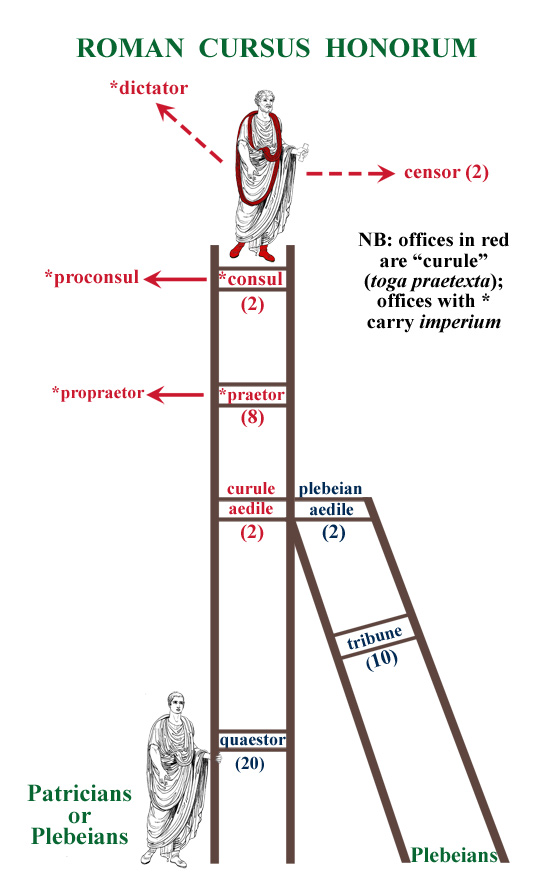 ROMAN CURSUS HONORUM
*dictator
censor (2)
NB: offices in red
are “curule”
(toga praetexta);
offices with *
carry imperium
*proconsul
*consul
(2)
*propraetor
*praetor
(8)
curule
aedile
(2)
plebeian
aedile
(2)
tribune
(10)
quaestor
(20)
Patricians
or
Plebeians
Plebeians